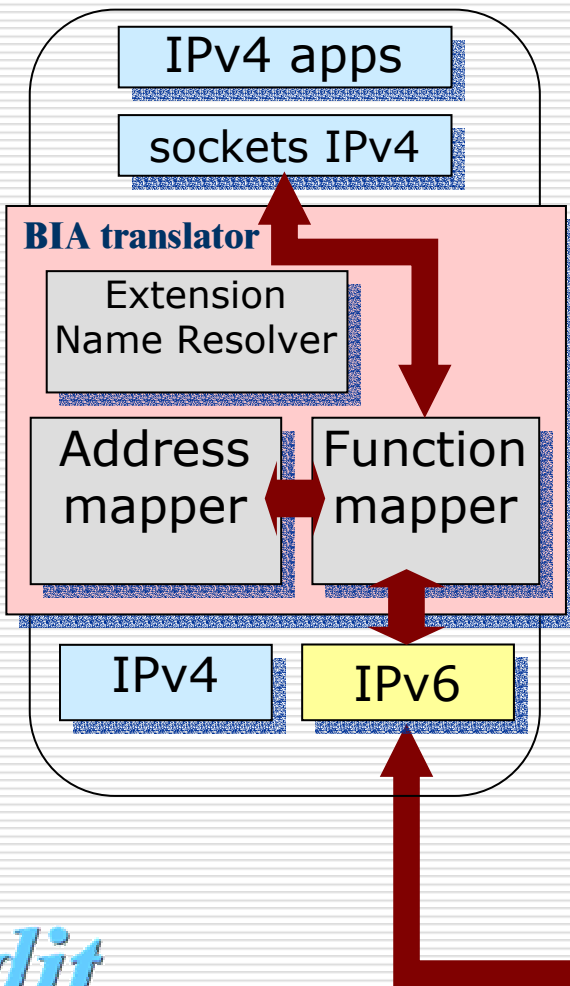 IPv4 apps
sockets IPv4
BIA translator
Extension
Name Resolver
Address
mapper
Function
mapper
IPv4
IPv6